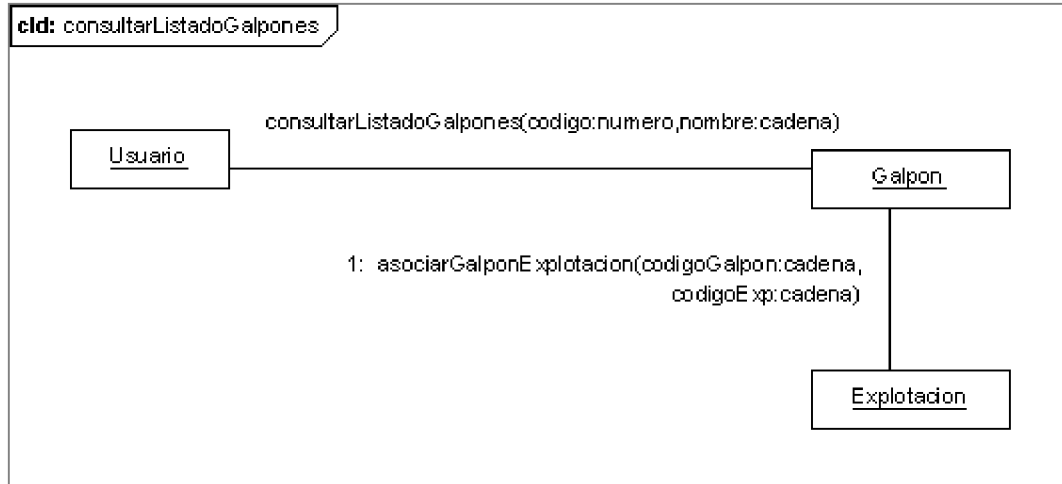 cld: consultarListadoGalpones
consultarListadoGalpones(codigo:numero,nombre:cadena)
Usuario
Galpon
1: asociarGalponExplotacion(codigoGalpon:cadena,
codigoExp:cadena)
Explotacion